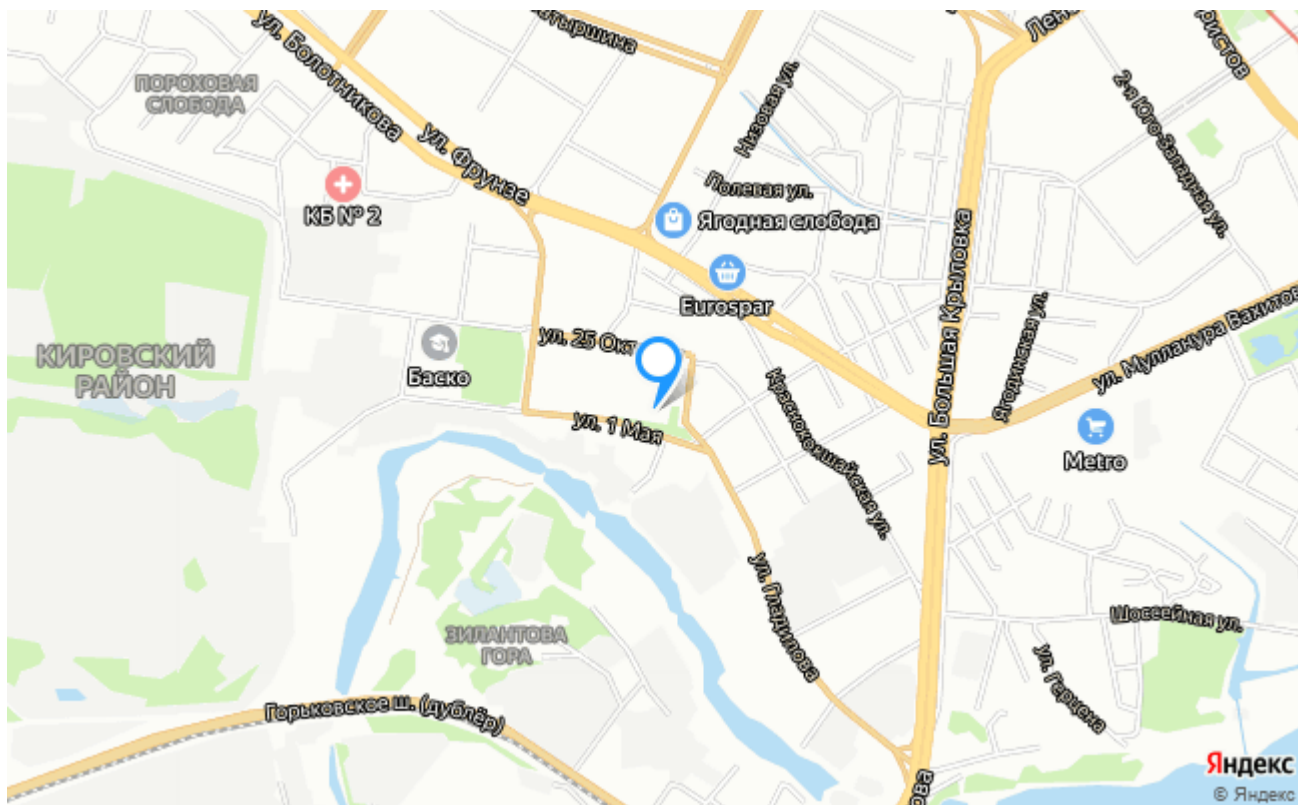 ул. Болотникова
ПОРОХОВАЯ
СЛОБОДА
ул. Фрунзе
КБ № 2
Низовая ул.
Полевая ул.
Ягодная слобода
Eurospar
2-я Юго-Западная ул.
ул. Большая Крыловка
Ягодинская ул.
ул. Муллануpа Вахитов
КИРОВСКИЙ
РАЙОН
Баско
ул. 25 Окт
ул. 1 Мая
Краснококшайская ул.
Metro
ул. Гладилова
ЗИЛАНТОВА
ГОРА
Шоссейная ул.
ул. Герцена
Горьковское ш. (дублёр)
Яндекс
© Яндекс